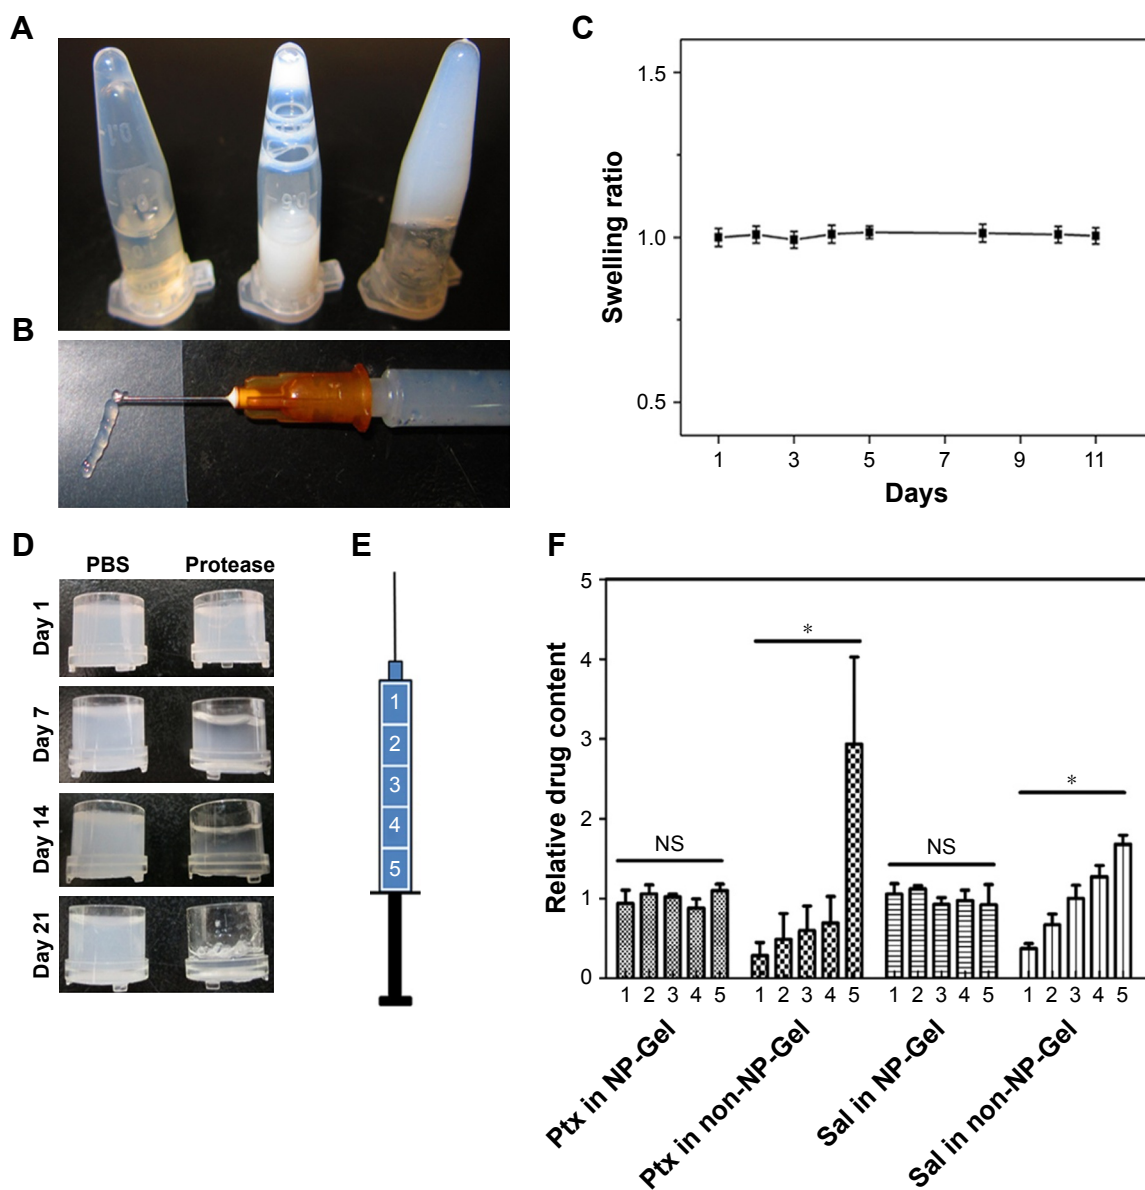 A
C
1.5
1.0
0.5
Swelling ratio
1 3 5 7 9 11
Days
B
D
PBS Protease
Day 1
Day 7
Day 14
Day 21
E
1
2
3
4
5
F
Relative drug content
5
4
3
2
1
0
NS
*
NS
*
1 2 3 4 5 1 2 3 4 5 1 2 3 4 5 1 2 3 4 5
Ptx in NP-Gel
Ptx in non-NP-Gel
Sal in NP-Gel
Sal in non-NP-Gel